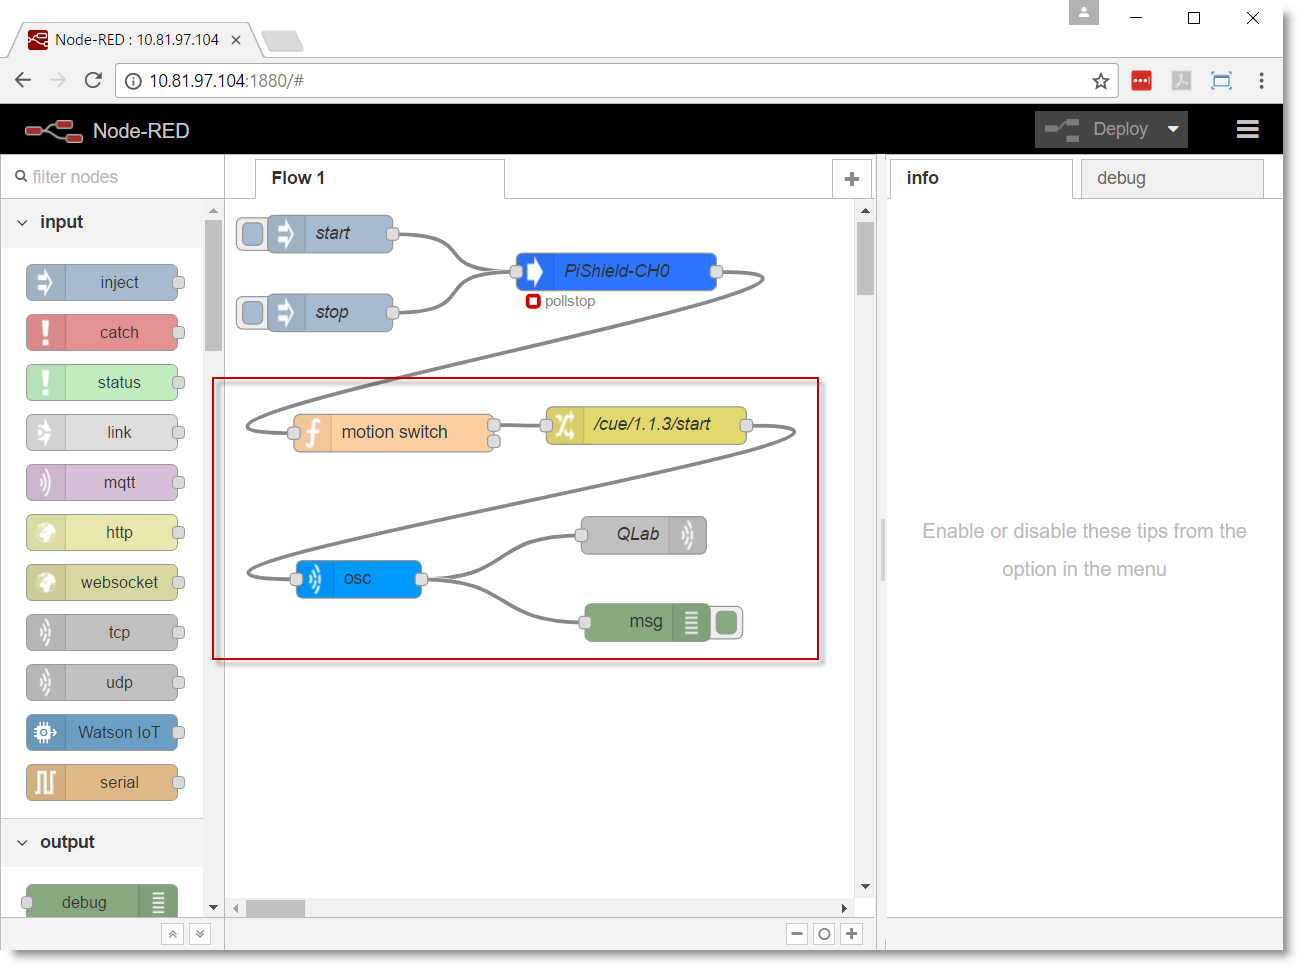 Node-RED : 10.81.97.104
10.81.97.104:1880/#
Node-RED
Deploy
filter nodes
Flow 1
info
debug
input
inject
catch
status
link
mqtt
http
websocket
tcp
udp
Watson IoT
serial
output
debug
start
stop
PiShield-CH0
pollstop
motion switch
/cue/1.1.3/start
osc
QLab
msg
Enable or disable these tips from the
option in the menu